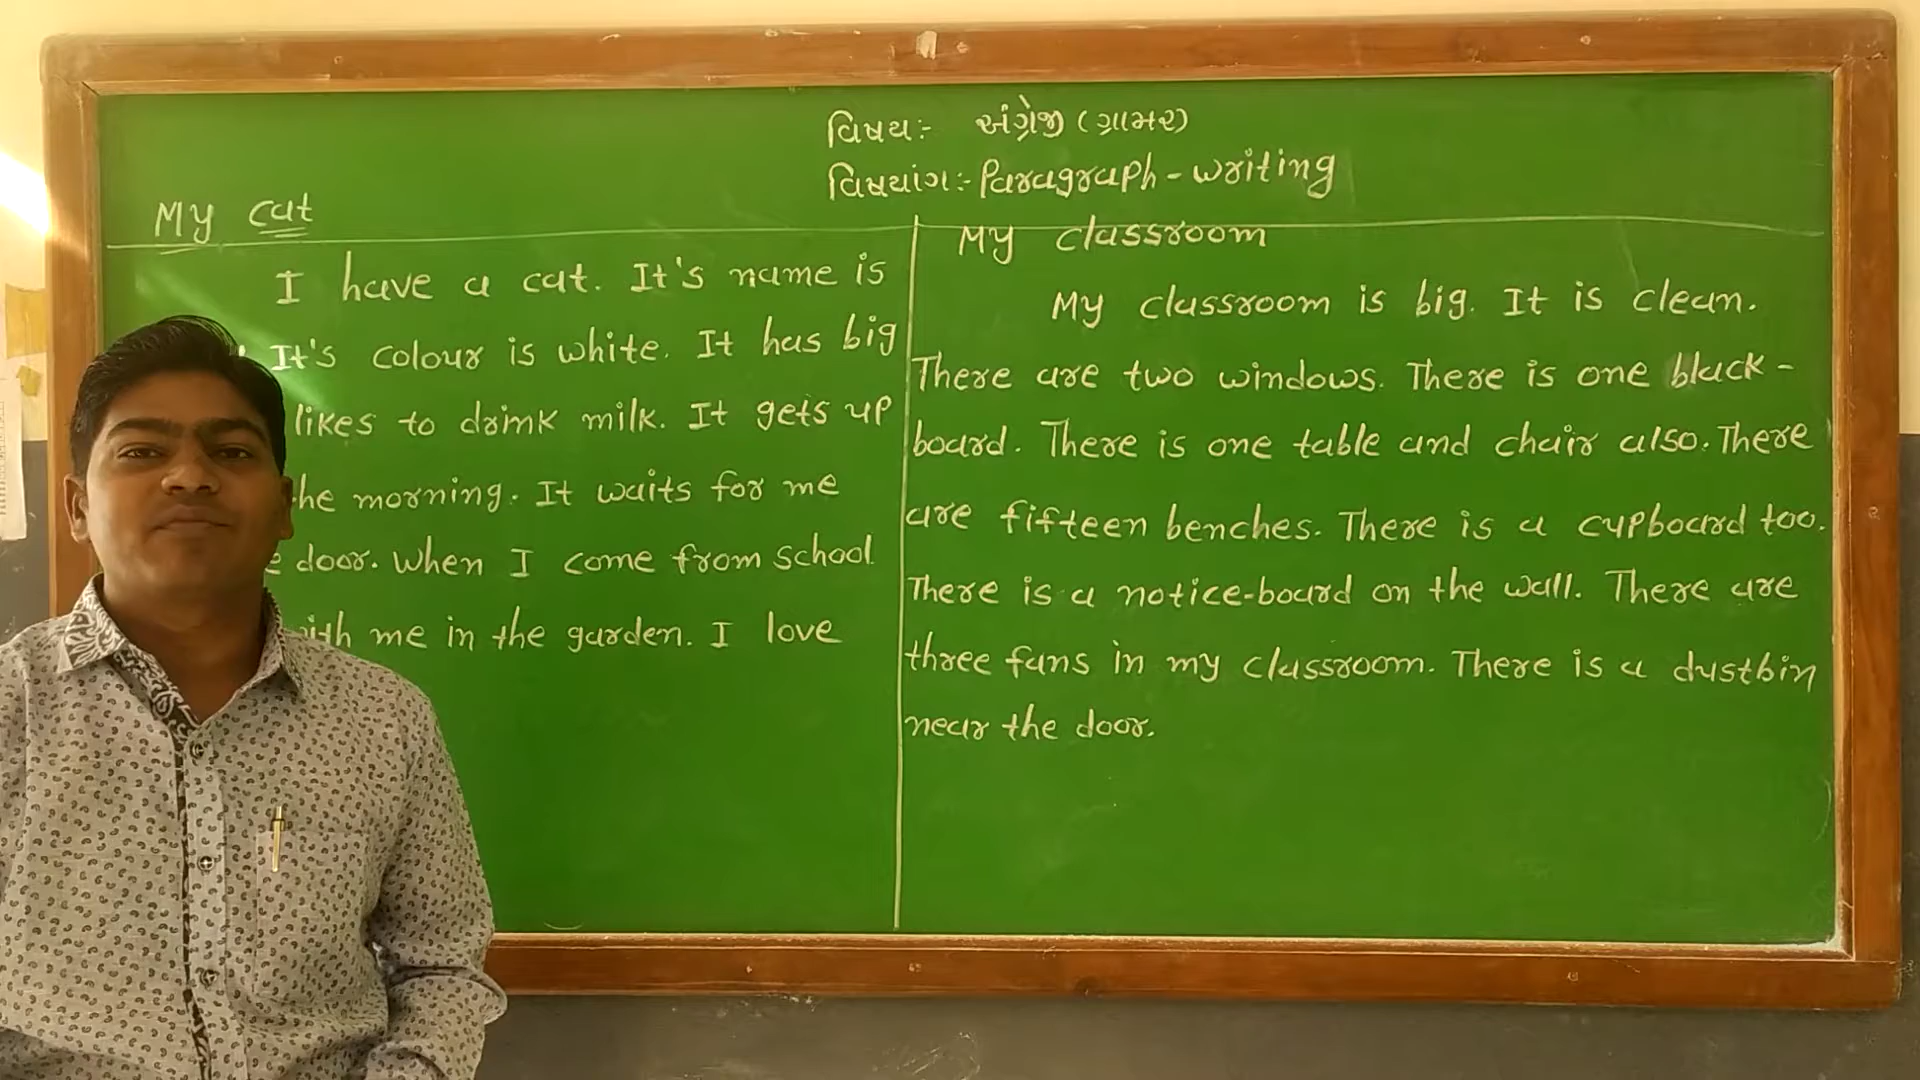 વિષય:- અંગ્રેજી (ગ્રામર)
વિષયાંગ:- Paragraph-writing
My cat
I have a cat. It's name is
It's colour is white. It has big
likes to drink milk. It gets up
morning. It waits for me
door. When I come from school
me in the garden. I love
My classroom
My classroom is big. It is clean.
There are two windows. There is one black-
board. There is one table and chair also. There
are fifteen benches. There is a cupboard too.
There is a notice-board on the wall. There are
three fans in my classroom. There is a dustbin
near the door.